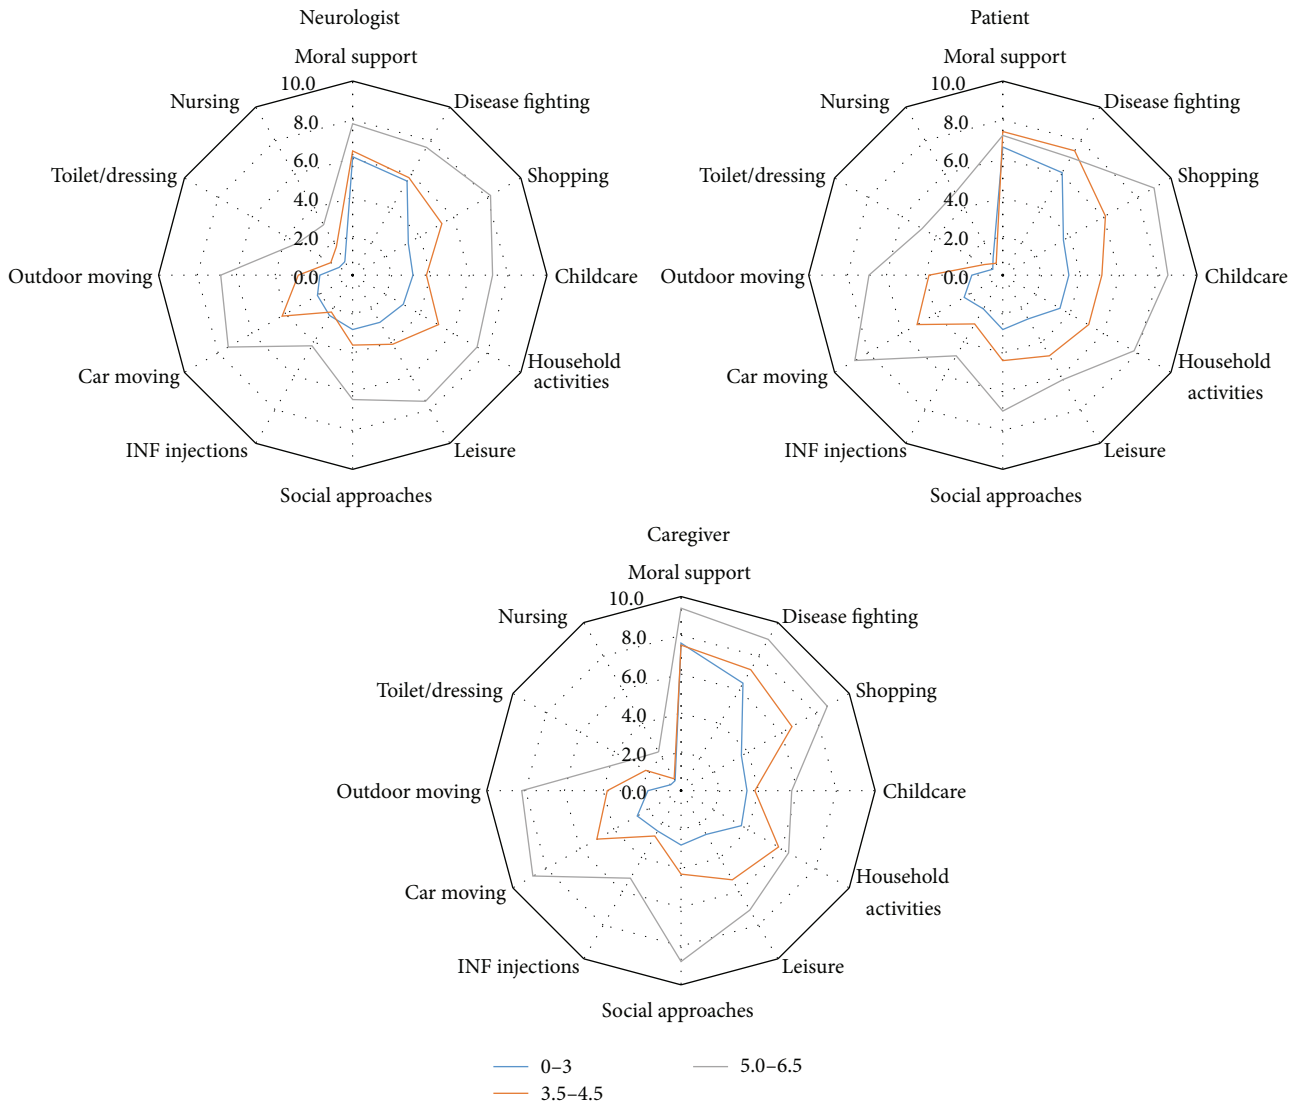 Neurologist
Moral support
10.0
Nursing
Disease fighting
8.0
6.0
Toilet/dressing
Shopping
4.0
2.0
Outdoor moving
0.0
Childcare
Car moving
Household
activities
INF injections
Leisure
Social approaches
Patient
Moral support
10.0
Nursing
Disease fighting
8.0
6.0
Toilet/dressing
Shopping
4.0
2.0
Outdoor moving
0.0
Childcare
Car moving
Household
activities
INF injections
Leisure
Social approaches
Caregiver
Moral support
10.0
Nursing
Disease fighting
8.0
6.0
Toilet/dressing
Shopping
4.0
2.0
Outdoor moving
0.0
Childcare
Car moving
Household
activities
INF injections
Leisure
Social approaches
0–3
3.5–4.5
5.0–6.5